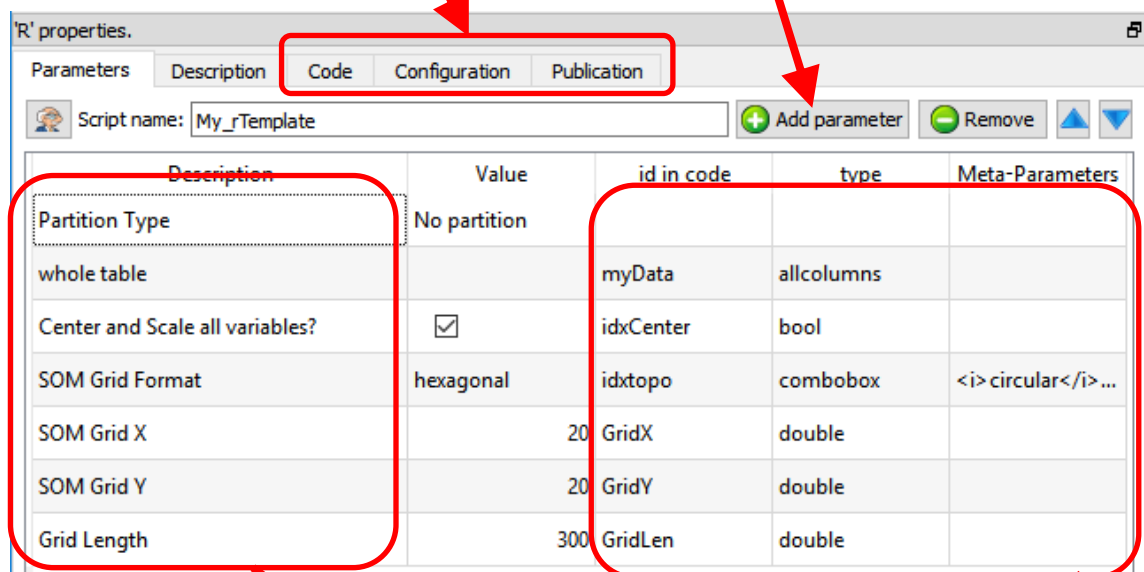 'R' properties.
Parameters Description Code Configuration Publication
Script name: My_rTemplate Add parameter Remove
Description Value id in code type Meta-Parameters
Partition Type No partition
whole table myData allcolumns
Center and Scale all variables? idxCenter bool
SOM Grid Format hexagonal idxtopo combobox <i>circular</i>...
SOM Grid X 20 GridX double
SOM Grid Y 20 GridY double
Grid Length 300 GridLen double